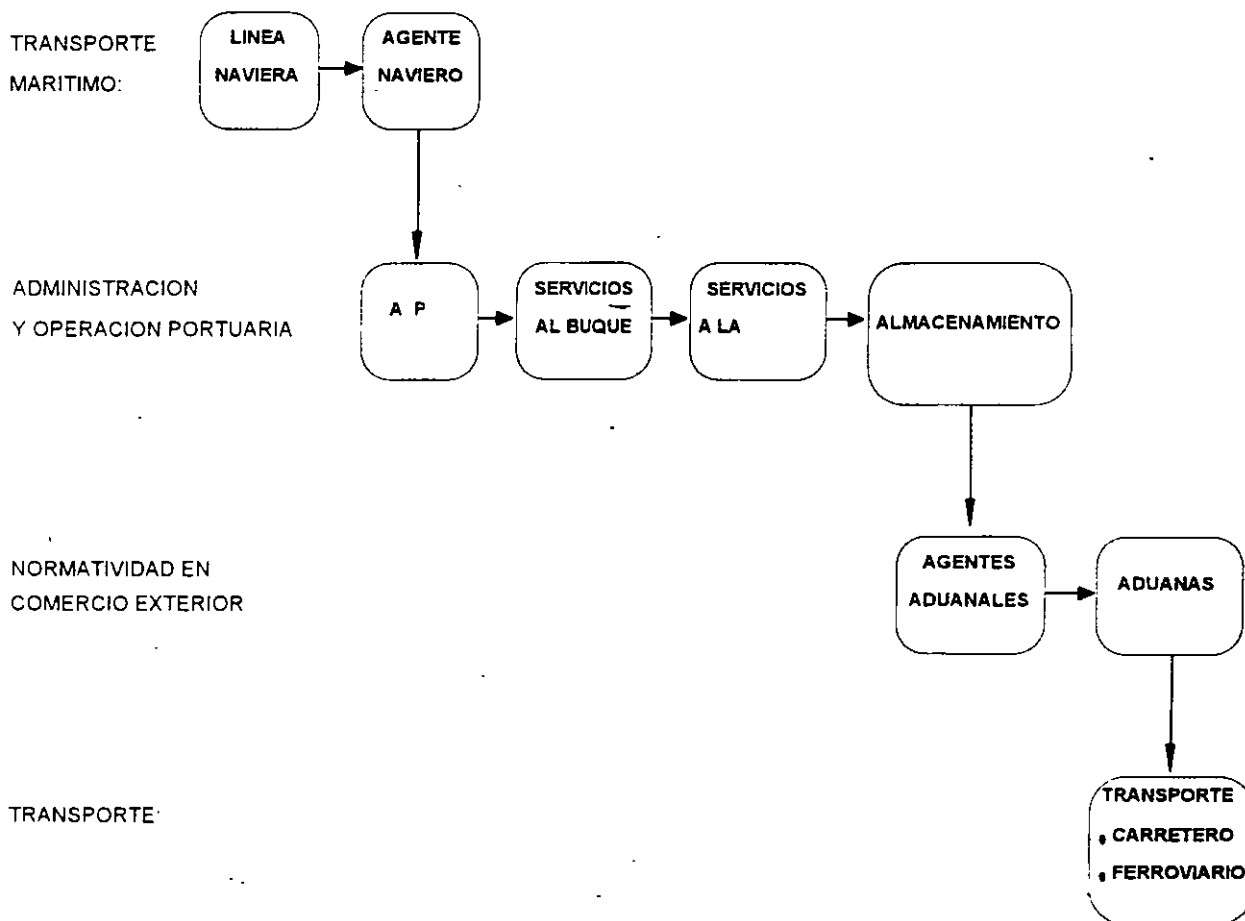 TRANSPORTE
MARITIMO:
LINEA
NAVIERA
AGENTE
NAVIERO
ADMINISTRACION
Y OPERACION PORTUARIA
A P
SERVICIOS
AL BUQUE
SERVICIOS
A LA
ALMACENAMIENTO
NORMATIVIDAD EN
COMERCIO EXTERIOR
AGENTES
ADUANALES
ADUANAS
TRANSPORTE
TRANSPORTE
• CARRETERO
• FERROVIARIO